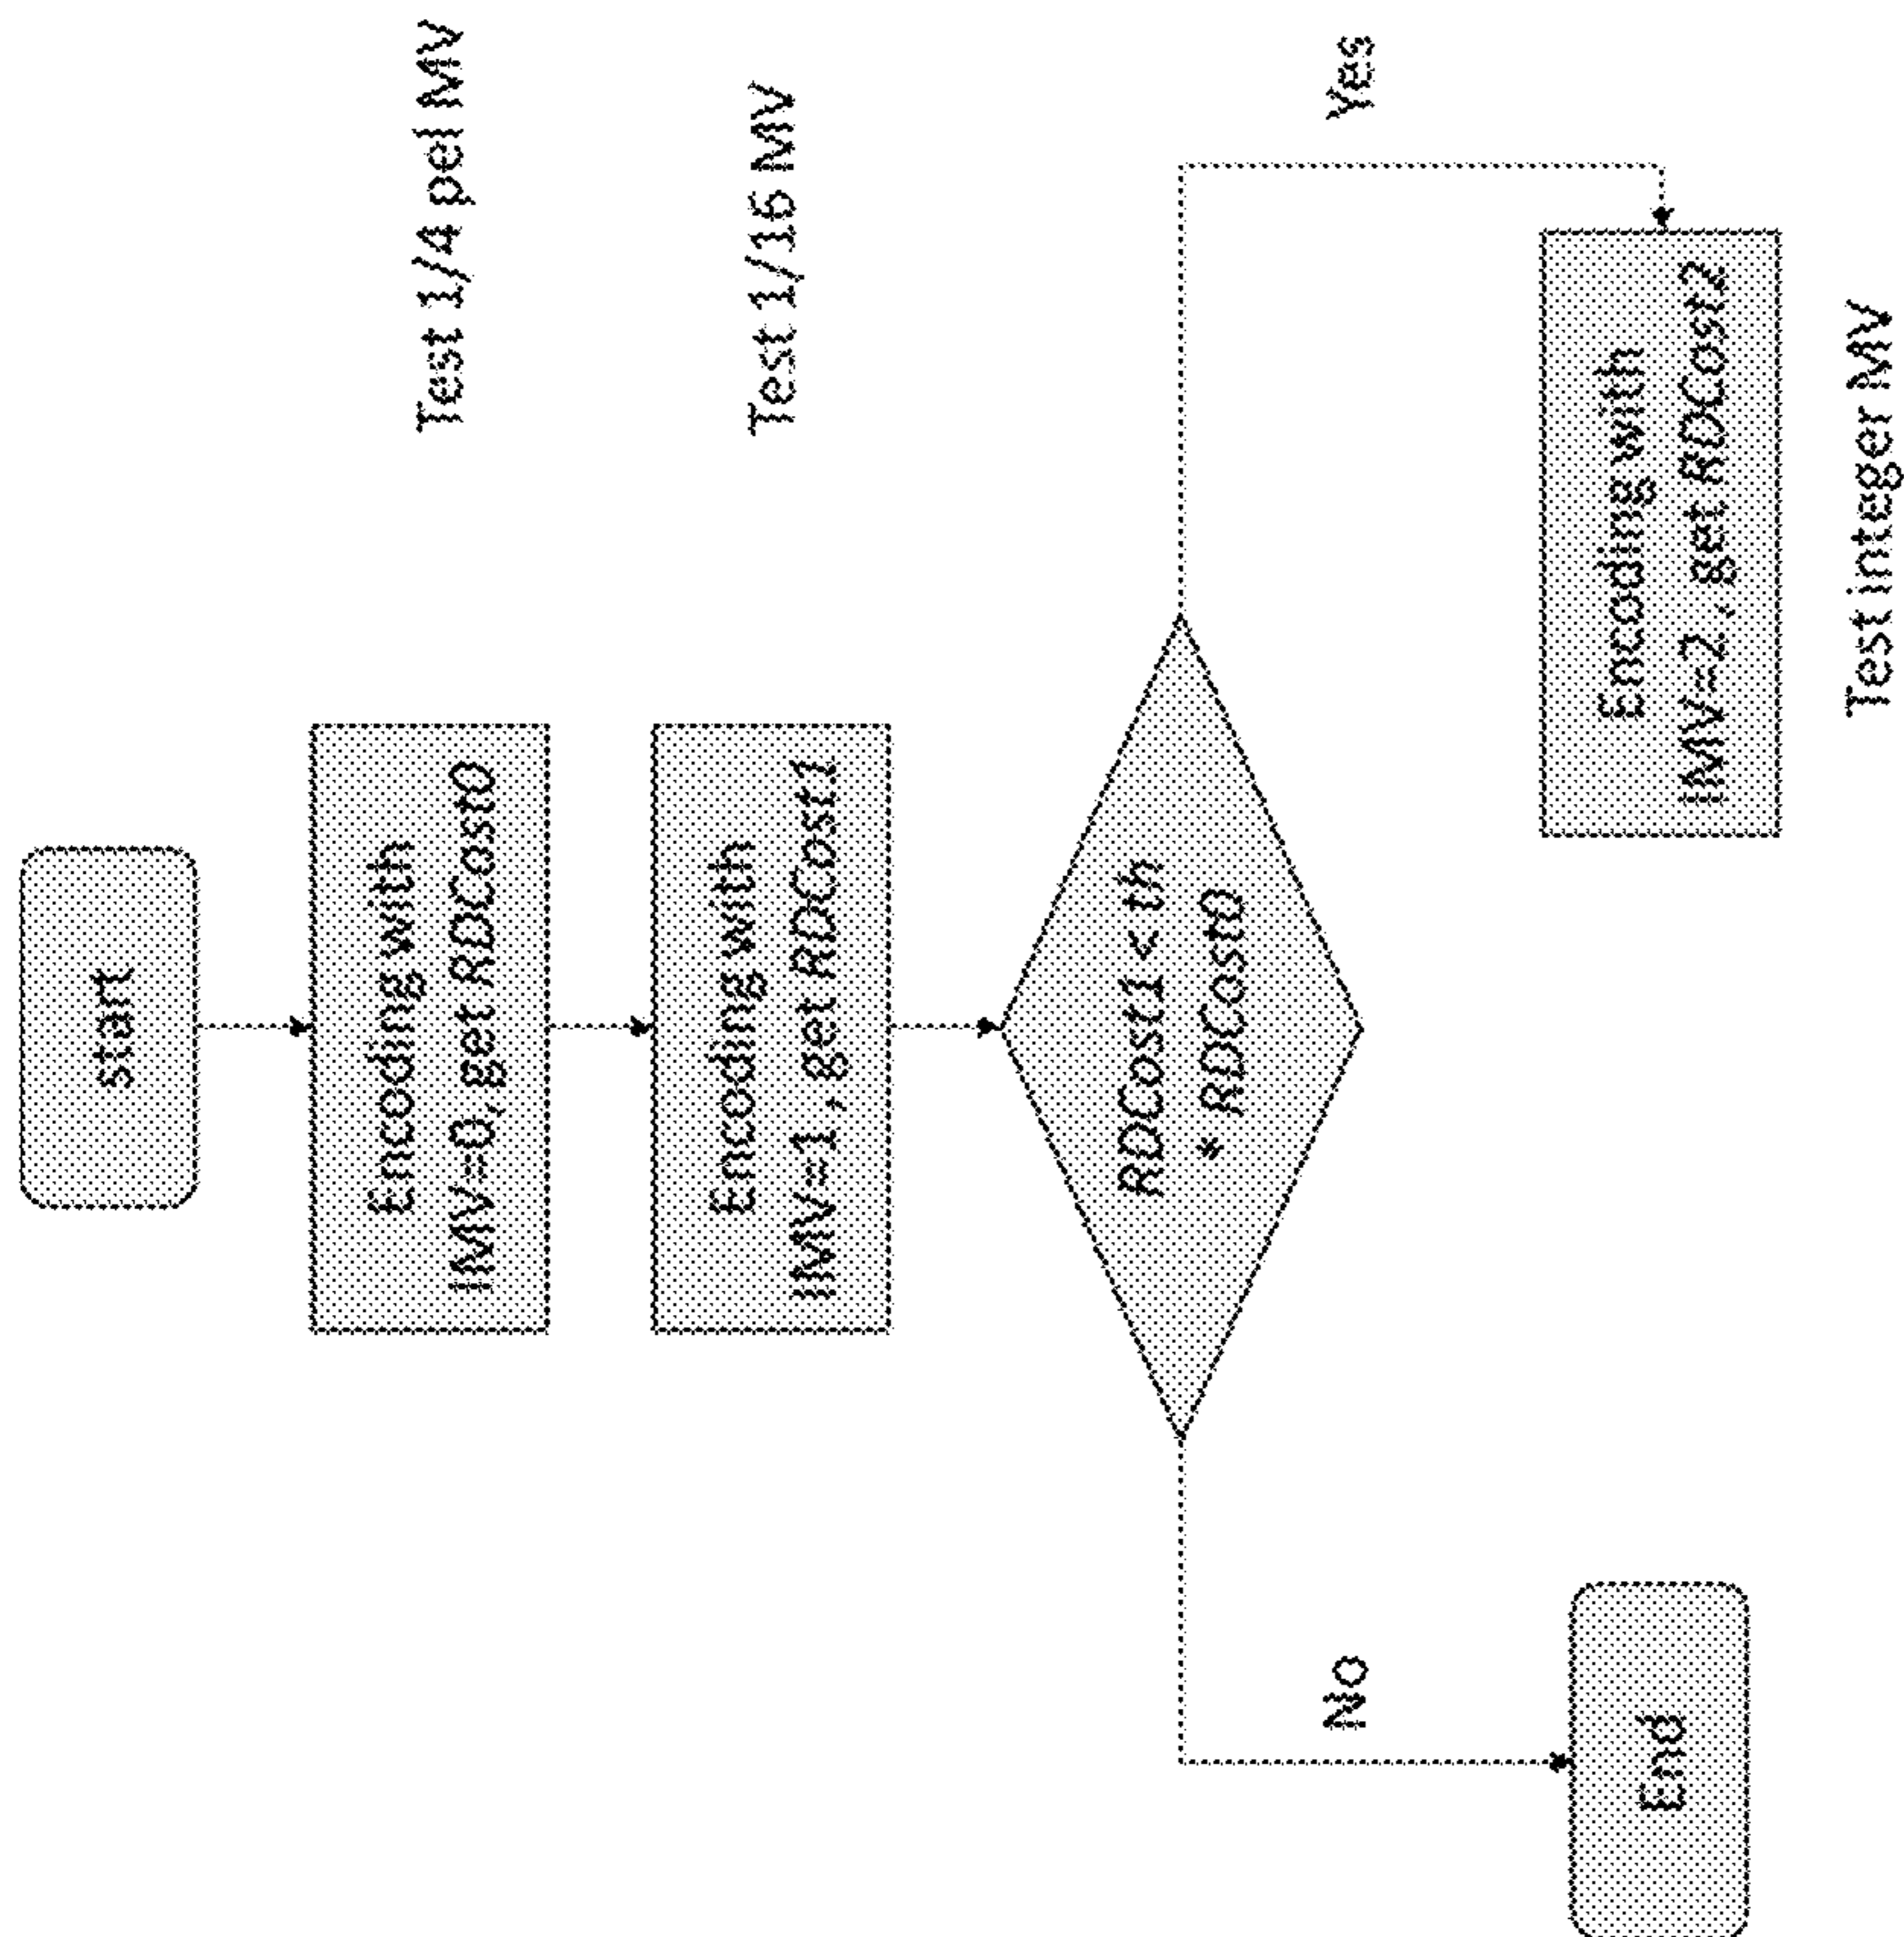 start
Encoding with
IMV=0, get RDCost0
Test 1/4 pel MV
Encoding with
IMV=1, get RDCost1
Test 1/16 MV
RDCost1 < th
* RDCost0
No
Yes
End
Encoding with
IMV=2, get RDCost2
Test integer MV